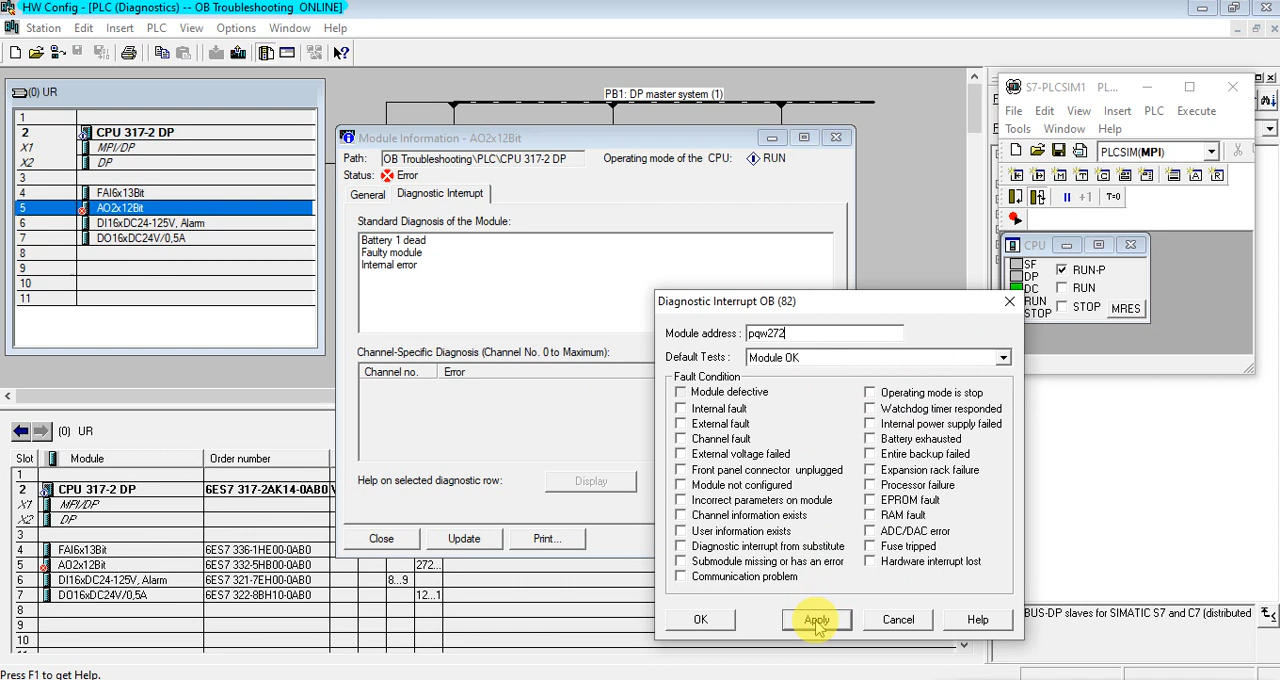 HW Config - [PLC (Diagnostics) -- OB Troubleshooting  ONLINE]
Station Edit Insert PLC View Options Window Help
(0) UR
1
2 CPU 317-2 DP
X1 MPI/DP
X2 DP
3
4 FAI6x13Bit
5 AO2x12Bit
6 DI16xDC24-125V, Alarm
7 DO16xDC24V/0,5A
8
9
10
11
PB1: DP master system (1)
Module Information - AO2x12Bit
Path: OB Troubleshooting\PLC\CPU 317-2 DP Operating mode of the  CPU: RUN
Status: Error
General Diagnostic Interrupt
Standard Diagnosis of the Module:
Battery 1 dead
Faulty module
Internal error
Channel-Specific Diagnosis (Channel No. 0 to Maximum):
Channel no. Error
Help on selected diagnostic row: Display
Close Update Print...
Diagnostic Interrupt OB (82)
Module address : pqw272
Default Tests : Module OK
Fault Condition
Module defective
Internal fault
External fault
Channel fault
External voltage failed
Front panel connector  unplugged
Module not configured
Incorrect parameters on module
Channel information exists
User information exists
Diagnostic interrupt from substitute
Submodule missing or has an error
Communication problem
Operating mode is stop
Watchdog timer responded
Internal power supply failed
Battery exhausted
Entire backup failed
Expansion rack failure
Processor failure
EPROM fault
RAM fault
ADC/DAC error
Fuse tripped
Hardware interrupt lost
OK Apply Cancel Help
S7-PLCSIM1 PL...
File Edit View Insert PLC Execute
Tools Window Help
PLCSIM(MPI)
+1 T=0
CPU
SF
DP
DC
RUN
STOP
RUN-P
RUN
STOP MRES
(0) UR
Slot Module Order number
1
2 CPU 317-2 DP 6ES7 317-2AK14-0AB0
X1 MPI/DP
X2 DP
3
4 FAI6x13Bit 6ES7 336-1HE00-0AB0
5 AO2x12Bit 6ES7 332-5HB00-0AB0 272...
6 DI16xDC24-125V, Alarm 6ES7 321-7EH00-0AB0 8...9
7 DO16xDC24V/0,5A 6ES7 322-8BH10-0AB0 12...1
8
9
10
BUS-DP slaves for SIMATIC S7 and C7 (distributed
Press F1 to get Help.